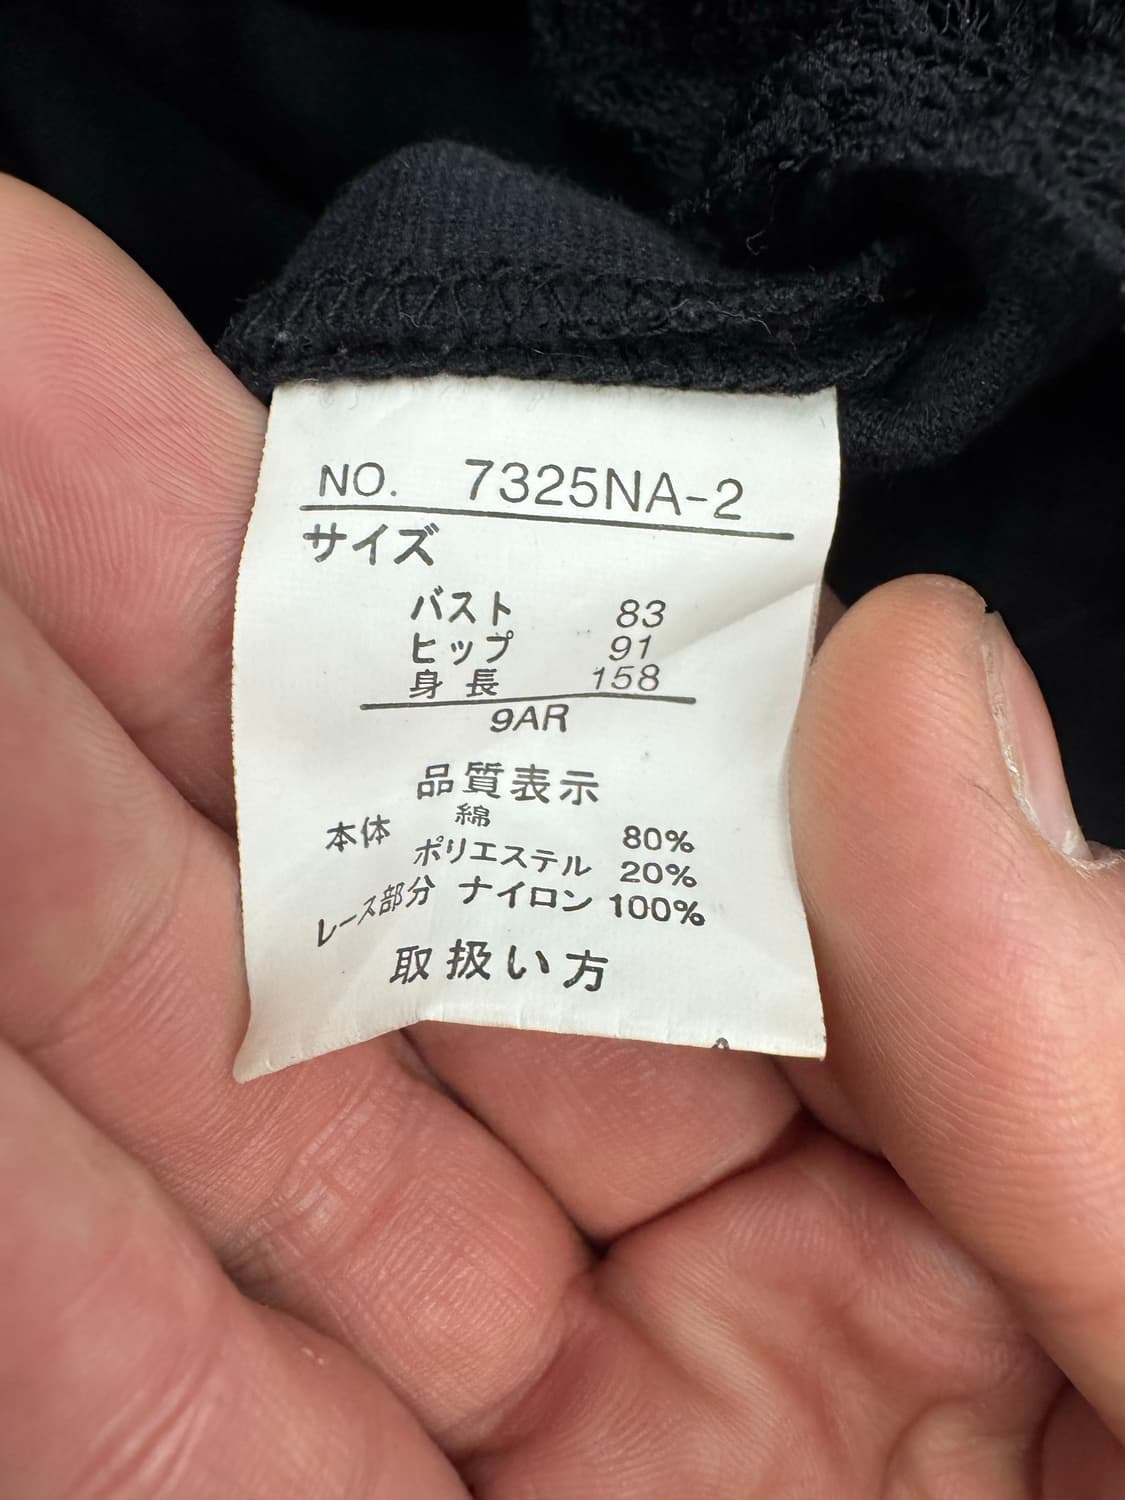 NO. 7325NA-2
サイズ
バスト 83
ヒップ 91
身長 158
9AR
品質表示
本体 綿 80%
ポリエステル 20%
レース部分 ナイロン 100%
取扱い方